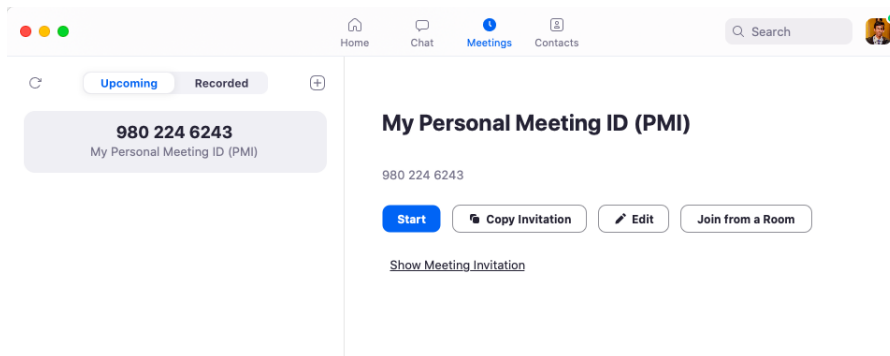 Home Chat Meetings Contacts
Search
Upcoming Recorded
980 224 6243
My Personal Meeting ID (PMI)
My Personal Meeting ID (PMI)
980 224 6243
Start Copy Invitation Edit Join from a Room
Show Meeting Invitation